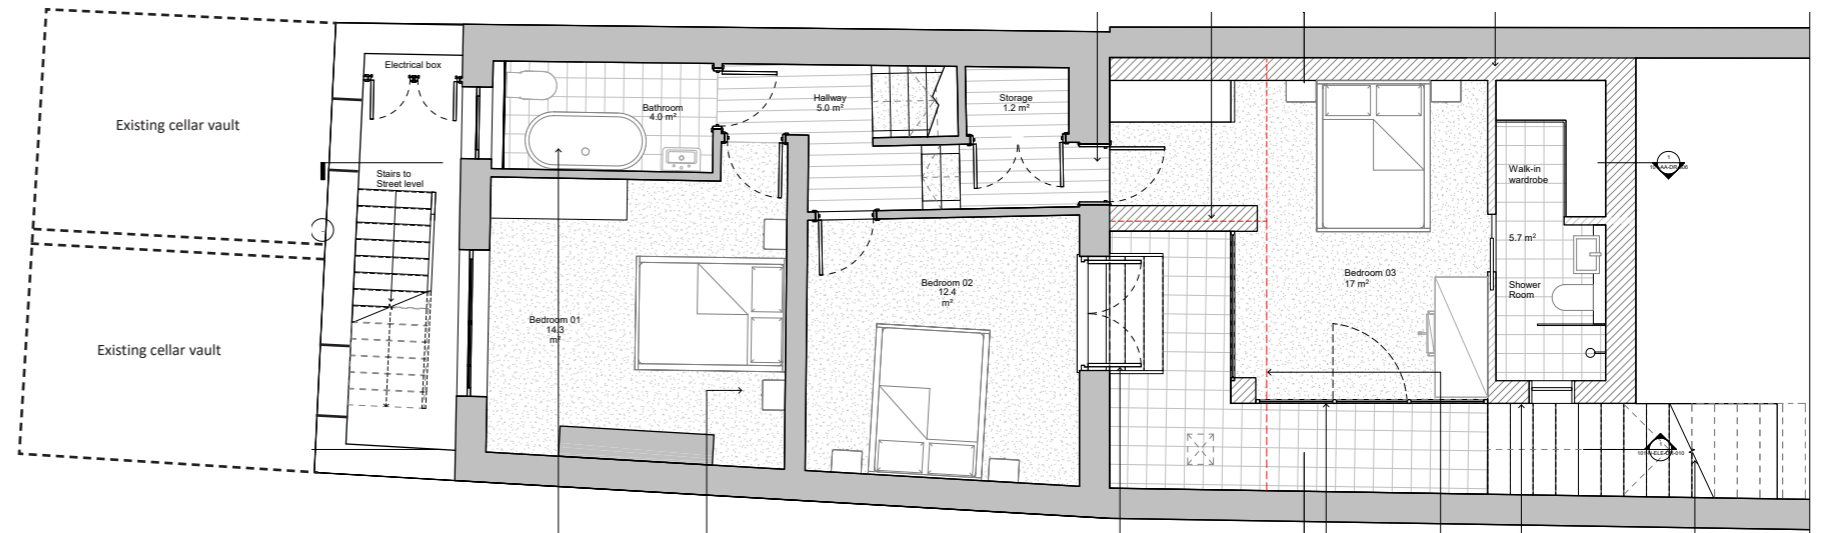 Existing cellar vault
Existing cellar vault
Electrical box
Stairs to
Street level
Bathroom
4.0 m²
Hallway
5.0 m²
Storage
1.2 m²
Bedroom 01
14.3
m²
Bedroom 02
12.4
m²
Bedroom 03
17 m²
Walk-in
wardrobe
5.7 m²
Shower
Room
1